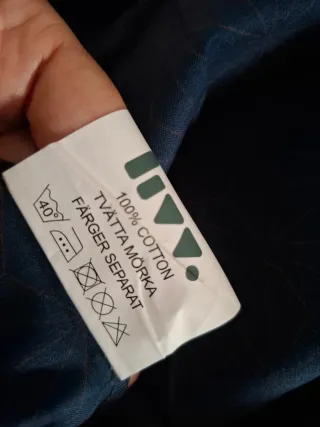 100% COTTON
TVÄTTA MÖRKA
FÄRGER SEPARAT
40